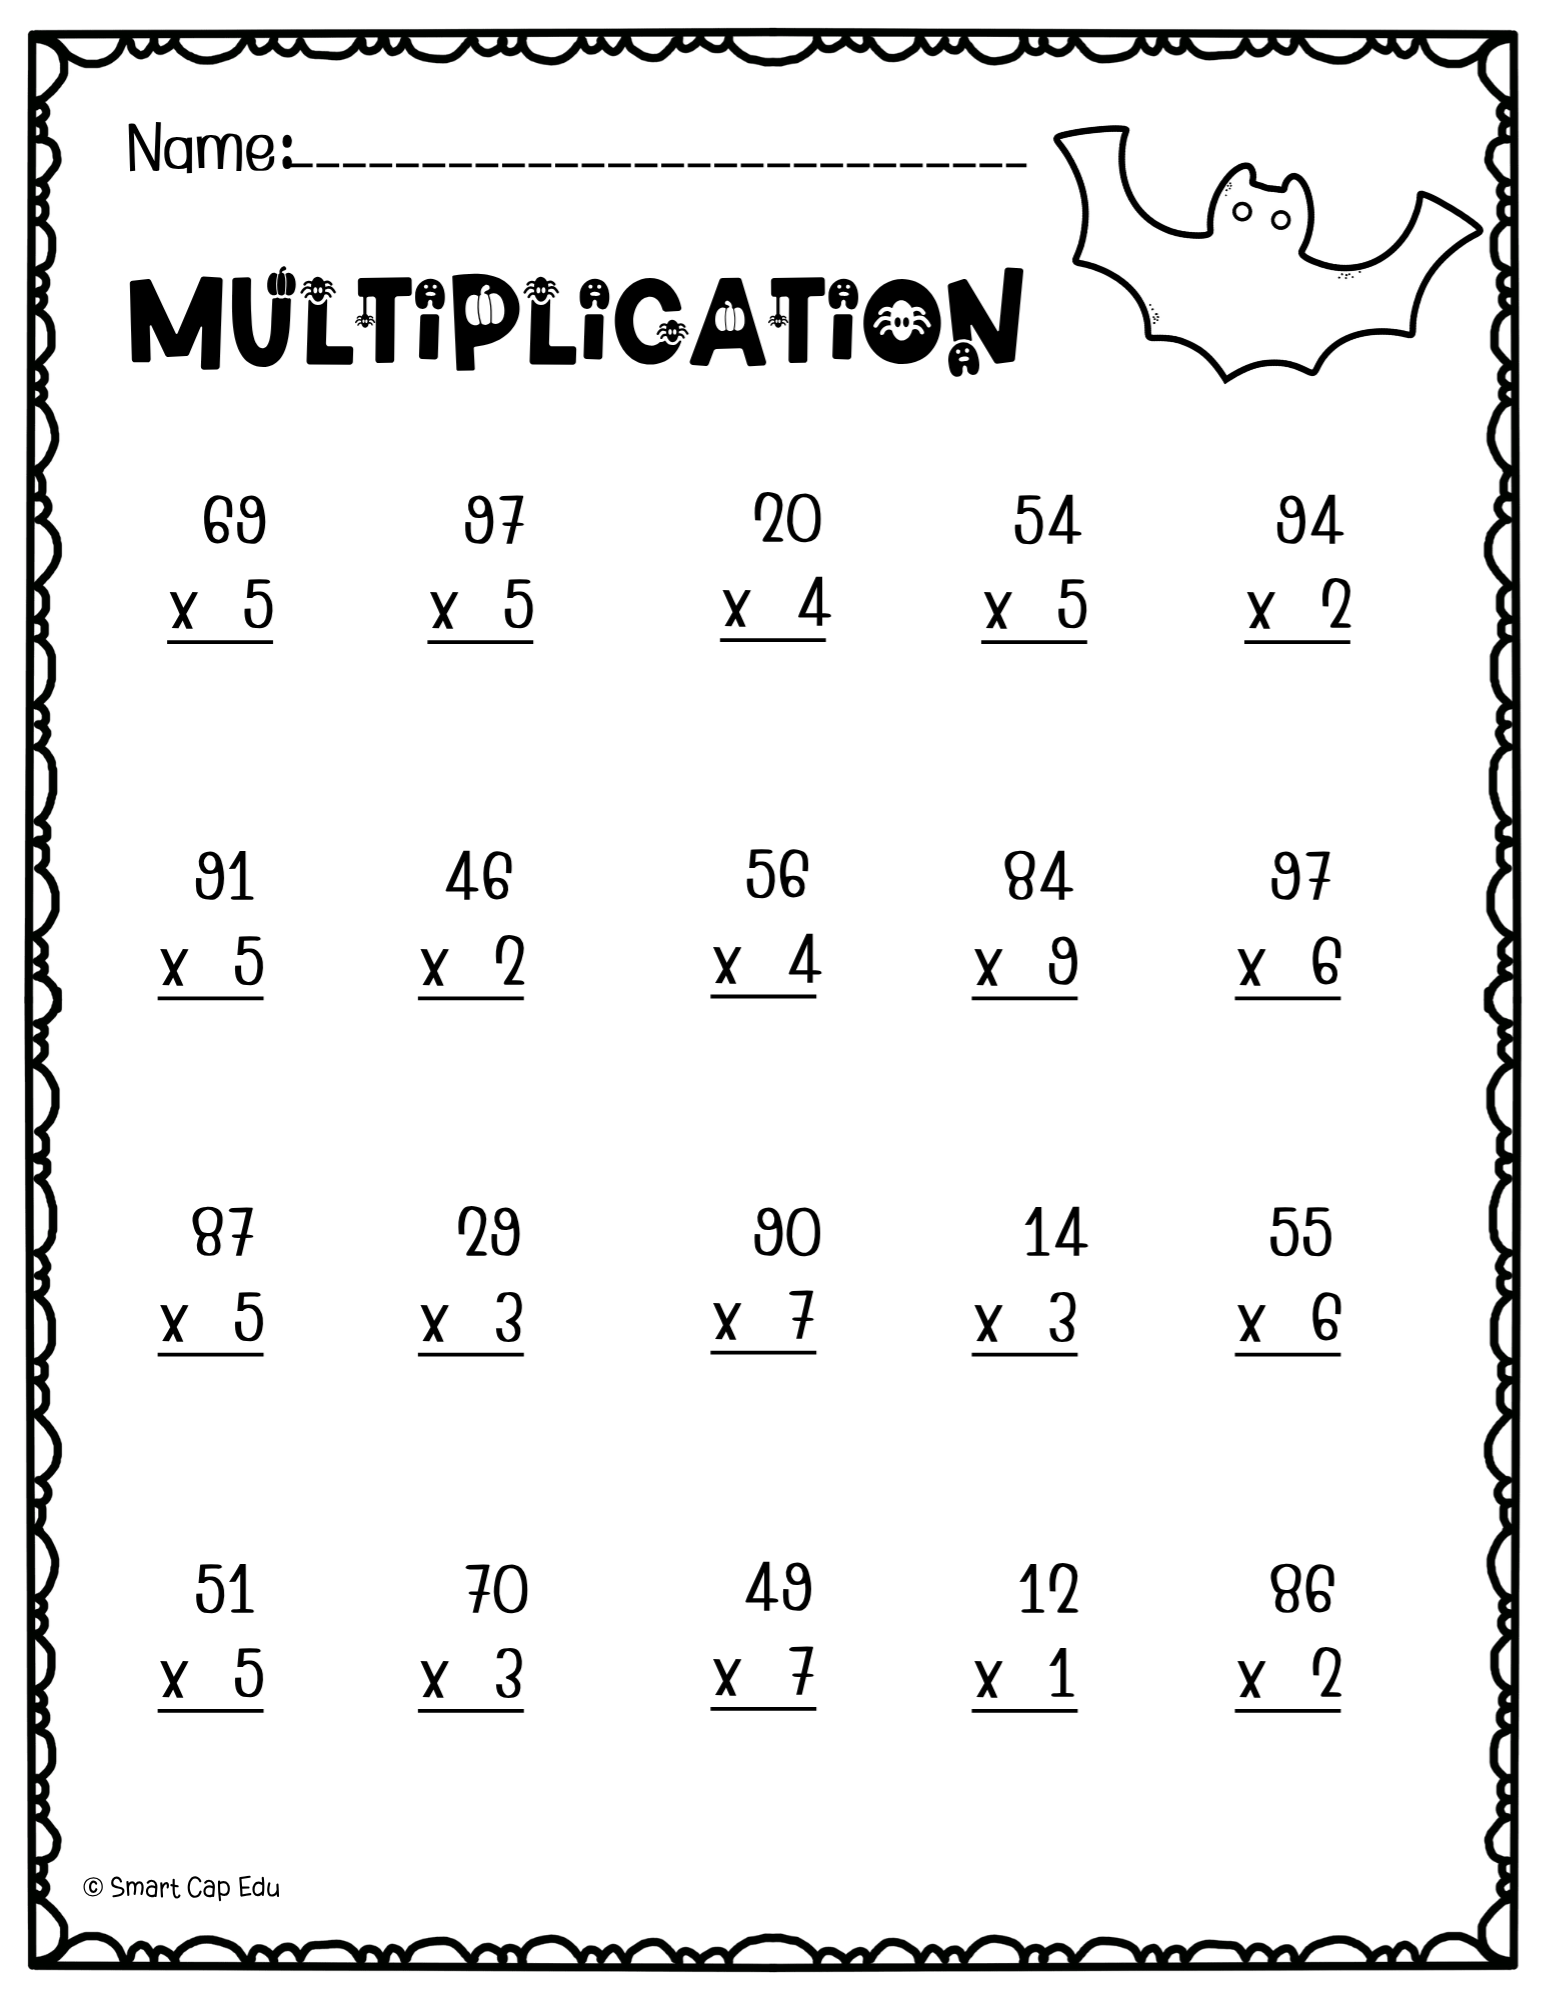 Name:
MULTiPLiCATiON
69 97 20 54 94
x 5 x 5 x 4 x 5 x 2
91 46 56 84 97
x 5 x 2 x 4 x 9 x 6
87 29 90 14 55
x 5 x 3 x 7 x 3 x 6
51 70 49 12 86
x 5 x 3 x 7 x 1 x 2
© Smart Cap Edu